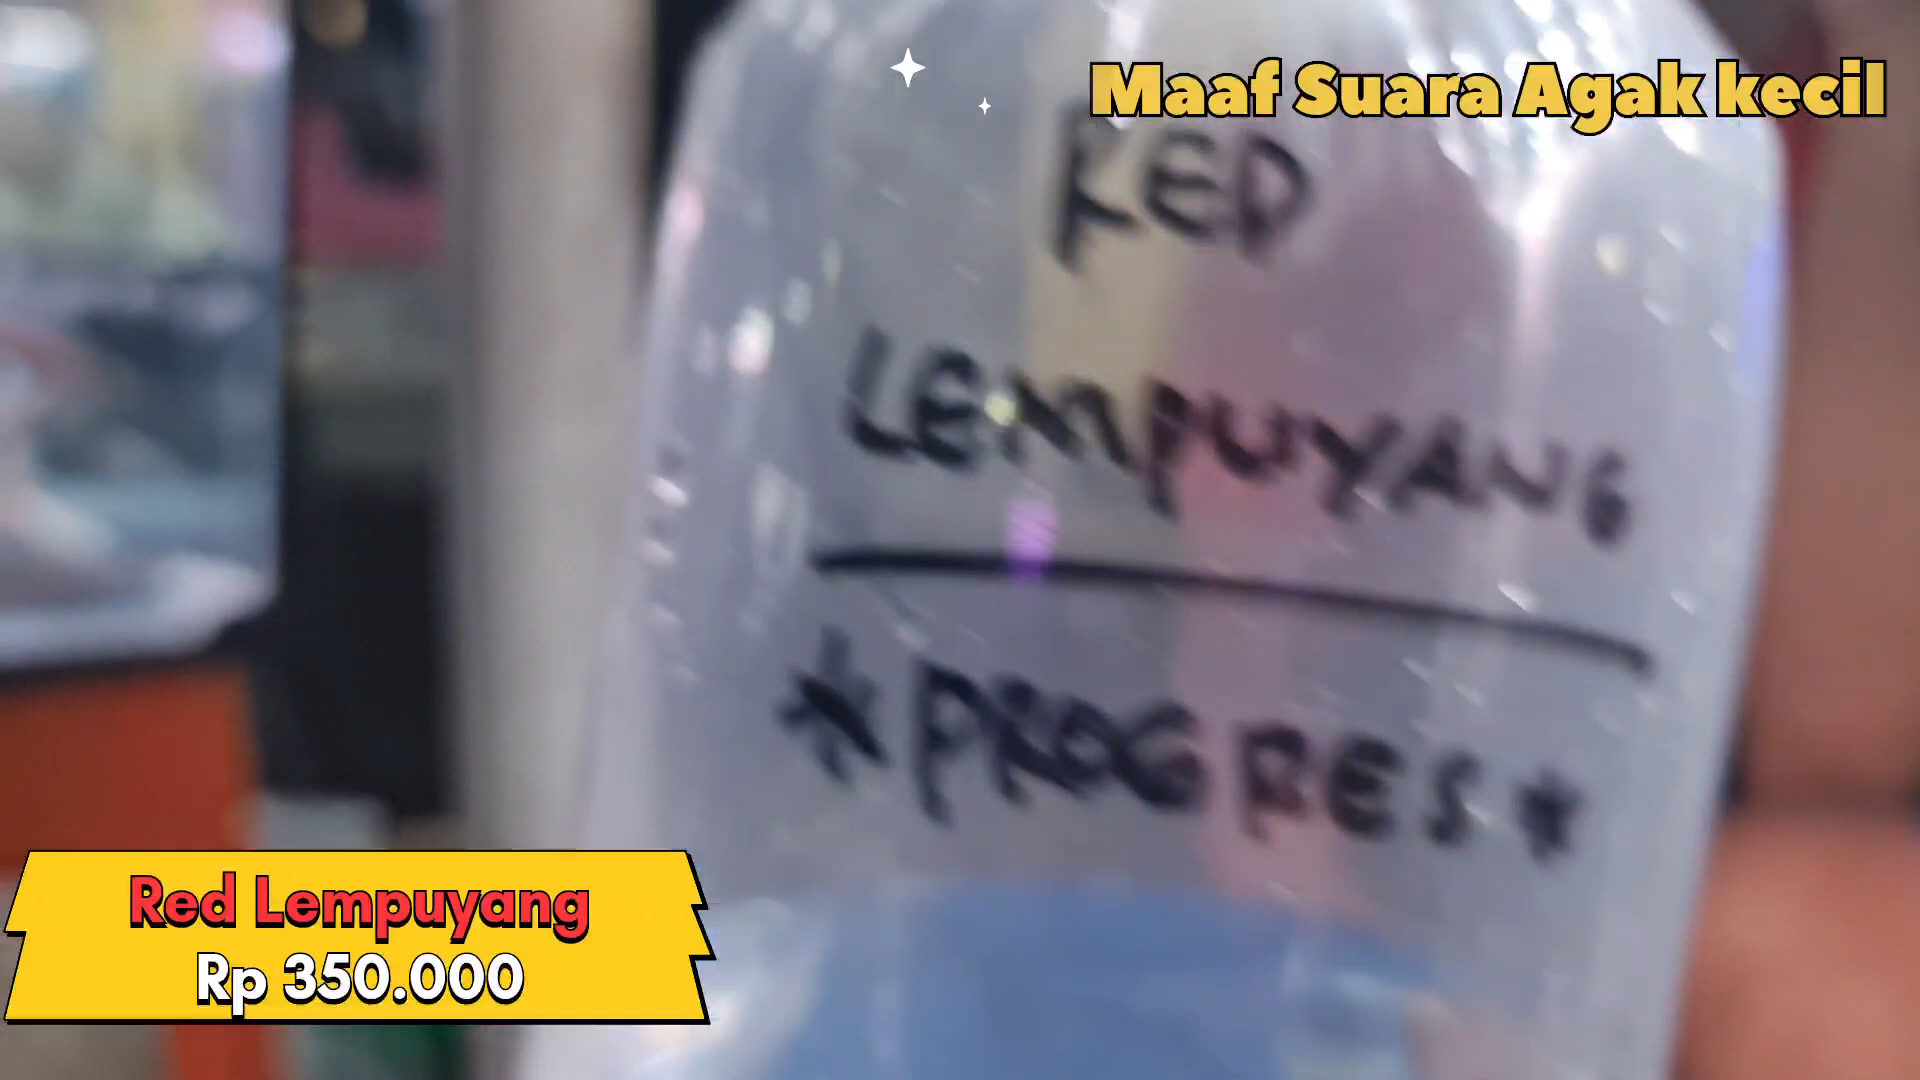 Maaf Suara Agak kecil
RED
LEMPUYANG
*PROGRES*
Red Lempuyang
Rp 350.000